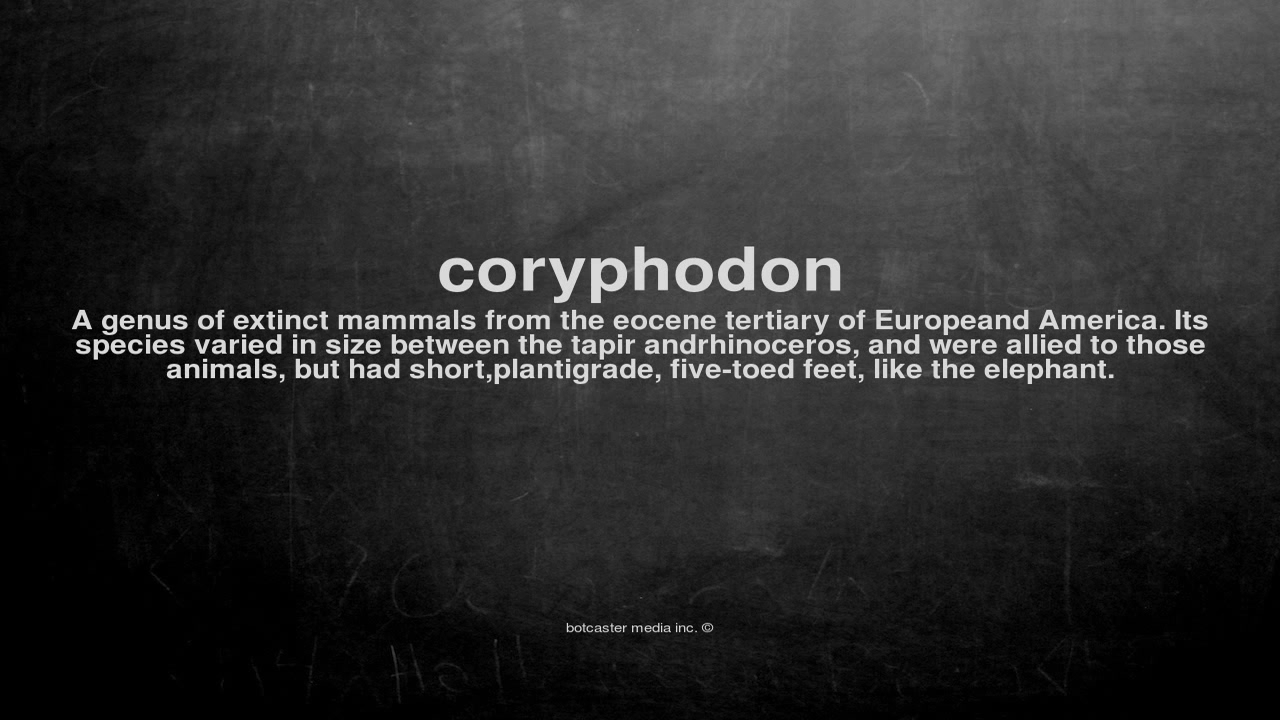 coryphodon
A genus of extinct mammals from the eocene tertiary of Europeand America. Its
species varied in size between the tapir andrhinoceros, and were allied to those
animals, but had short,plantigrade, five-toed feet, like the elephant.
botcaster media inc. ©